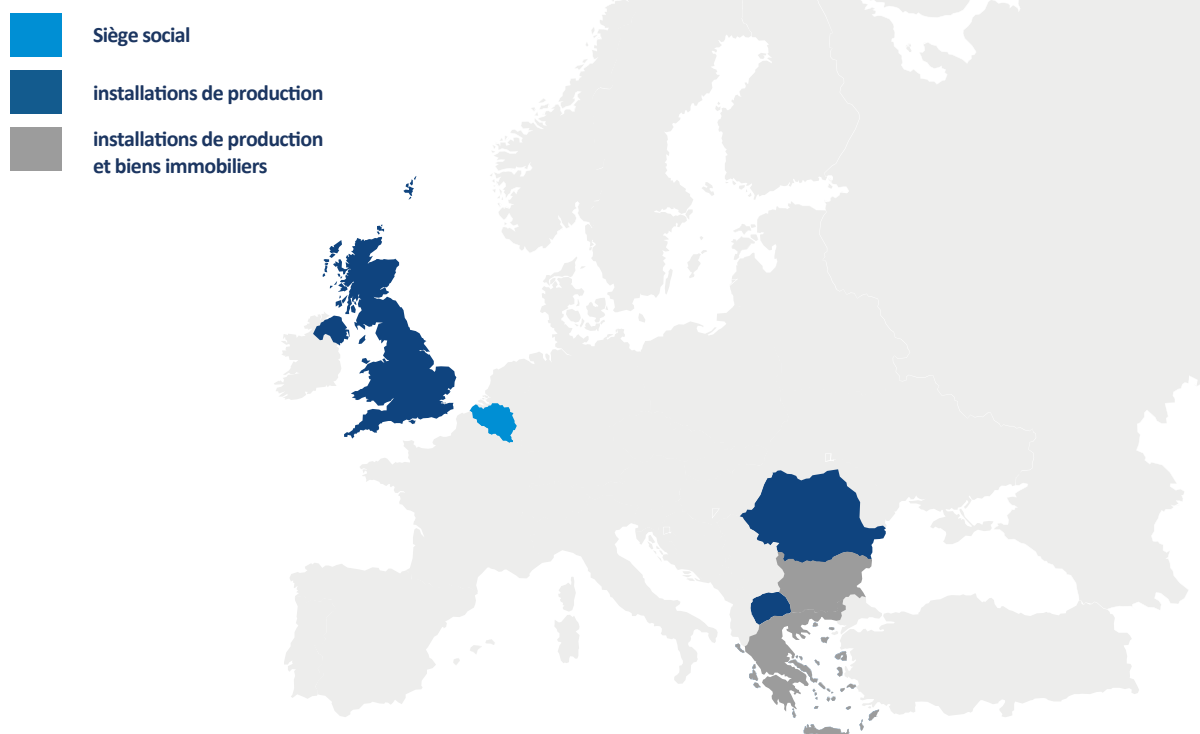 Siège social
installations de production
installations de production
et biens immobiliers